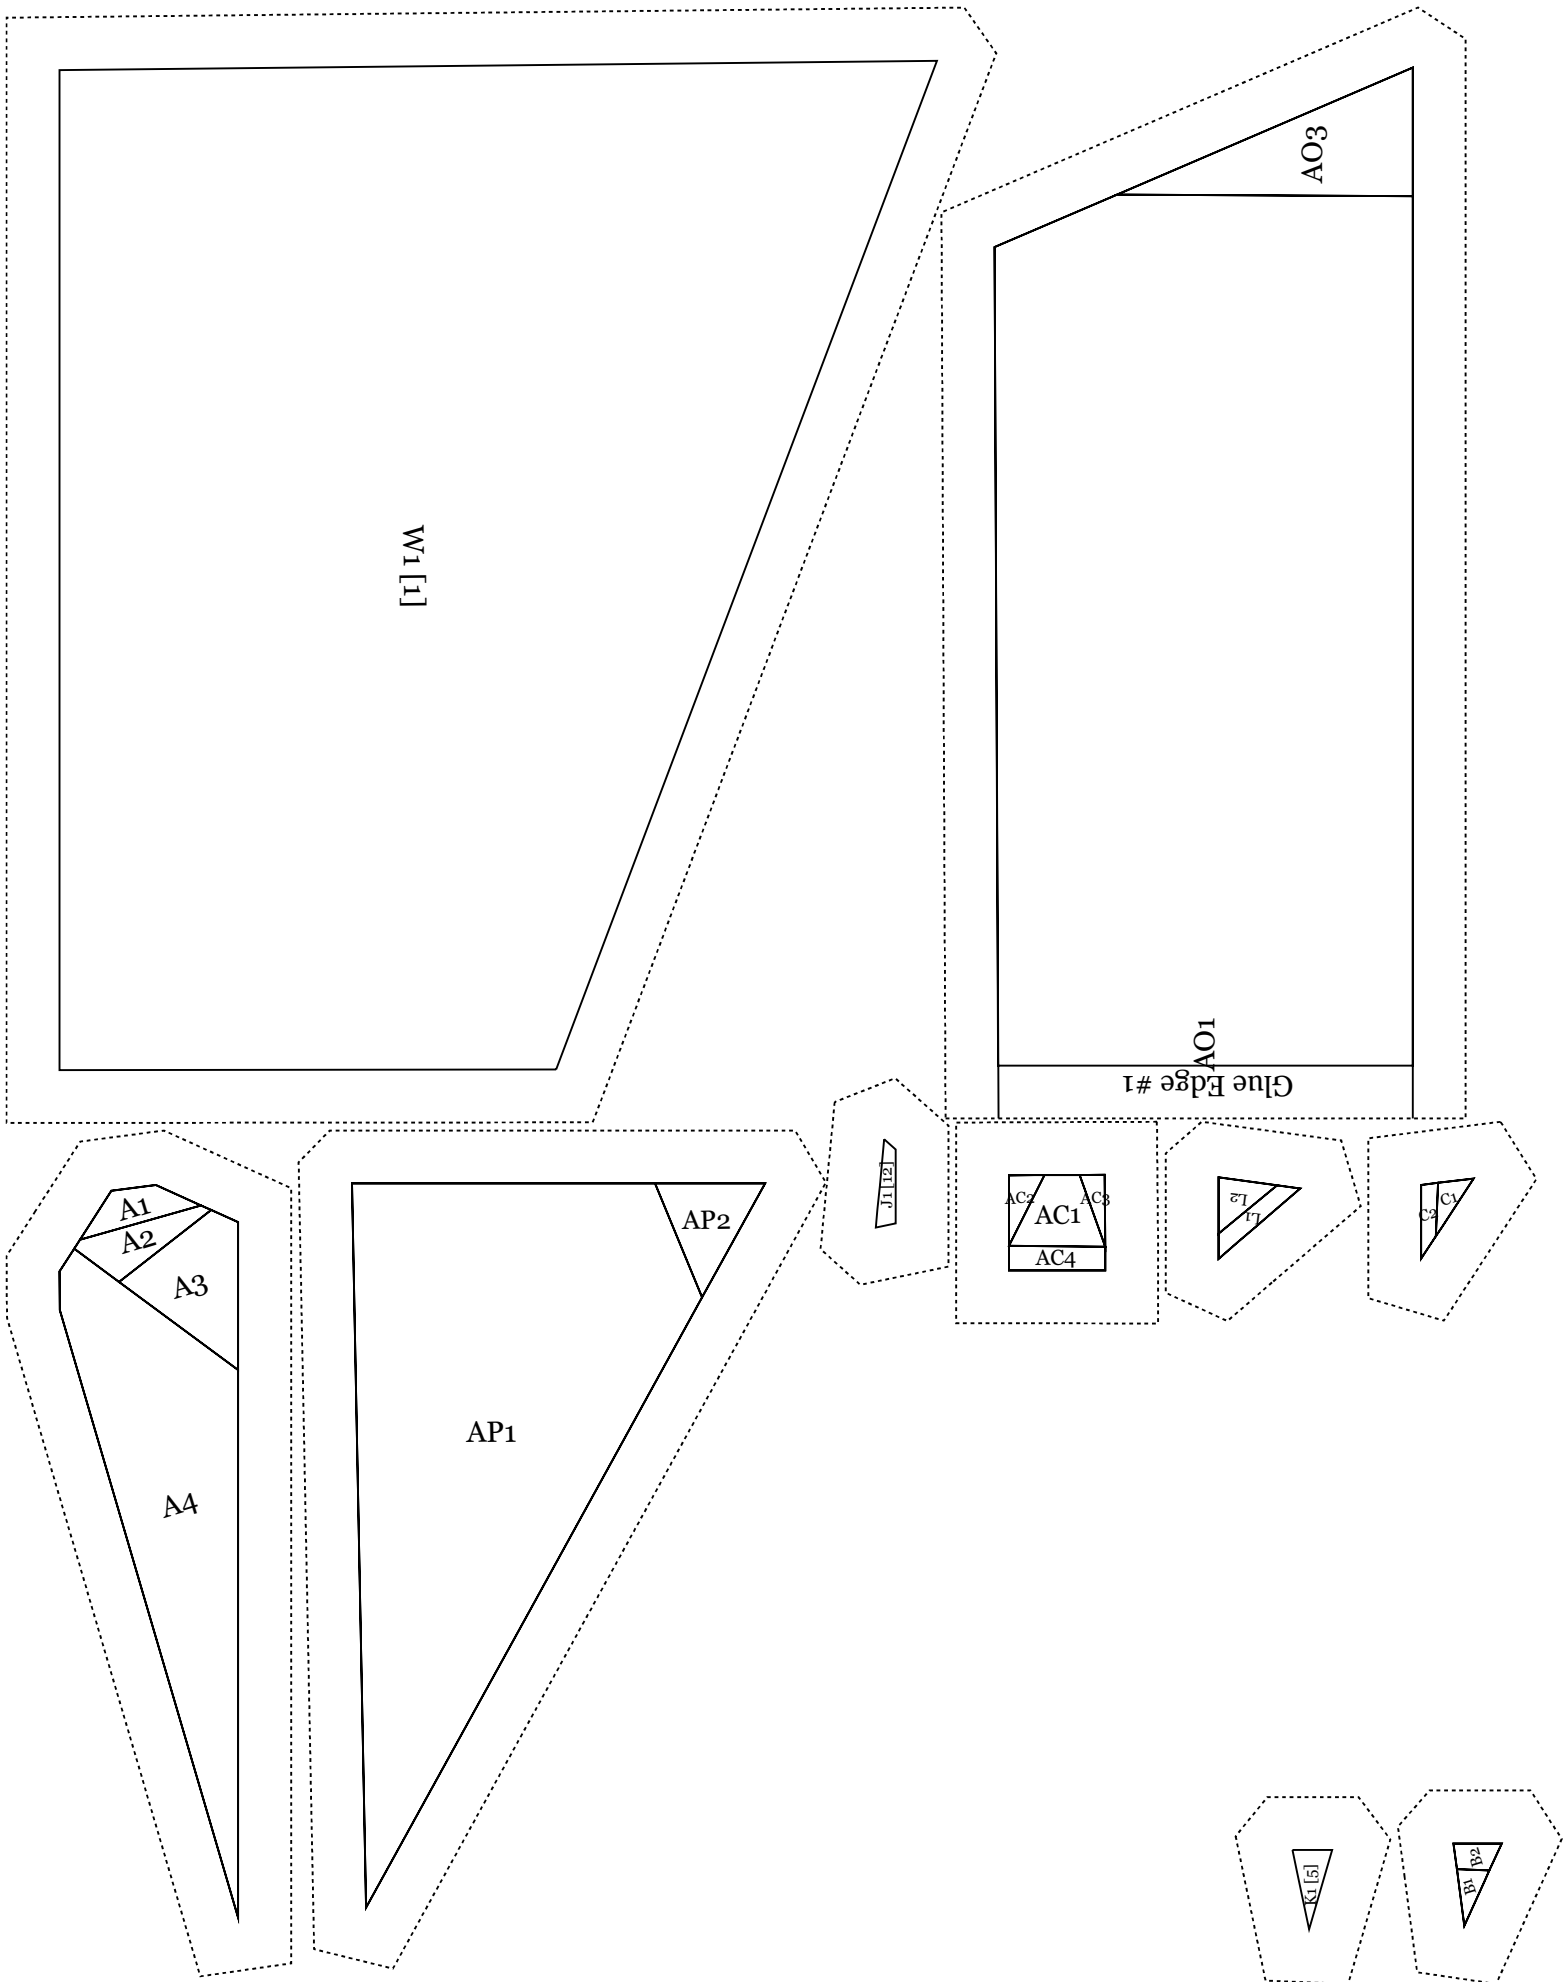 AO3
W1 [1]
AO1
Glue Edge #1
J1 [12]
A1
A2
A3
A4
AP2
AP1
AC2
AC3
AC1
AC4
L2
L1
C1
C2
K1 [5]
B2
B1